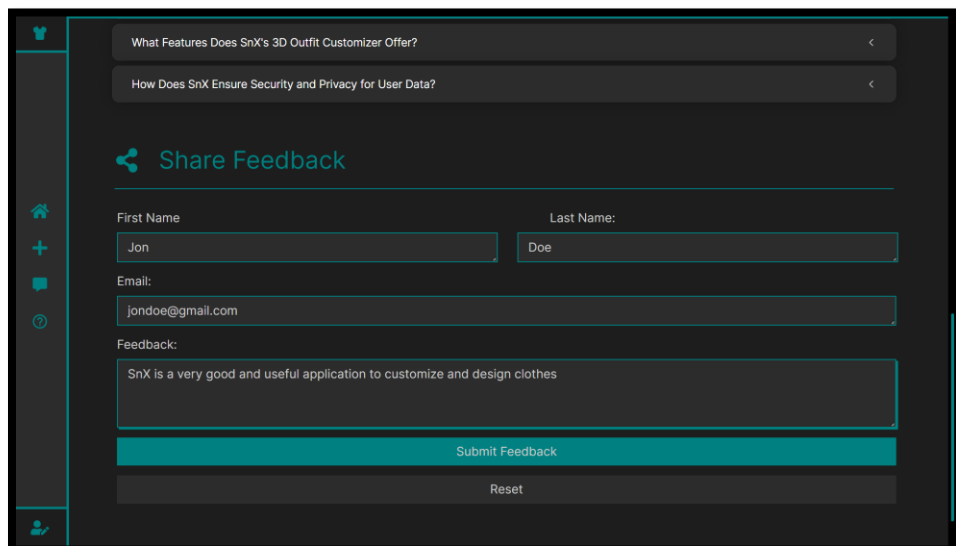 What Features Does SnX's 3D Outfit Customizer Offer?
How Does SnX Ensure Security and Privacy for User Data?
Share Feedback
First Name
Last Name:
Jon
Doe
Email:
jondoe@gmail.com
Feedback:
SnX is a very good and useful application to customize and design clothes
Submit Feedback
Reset